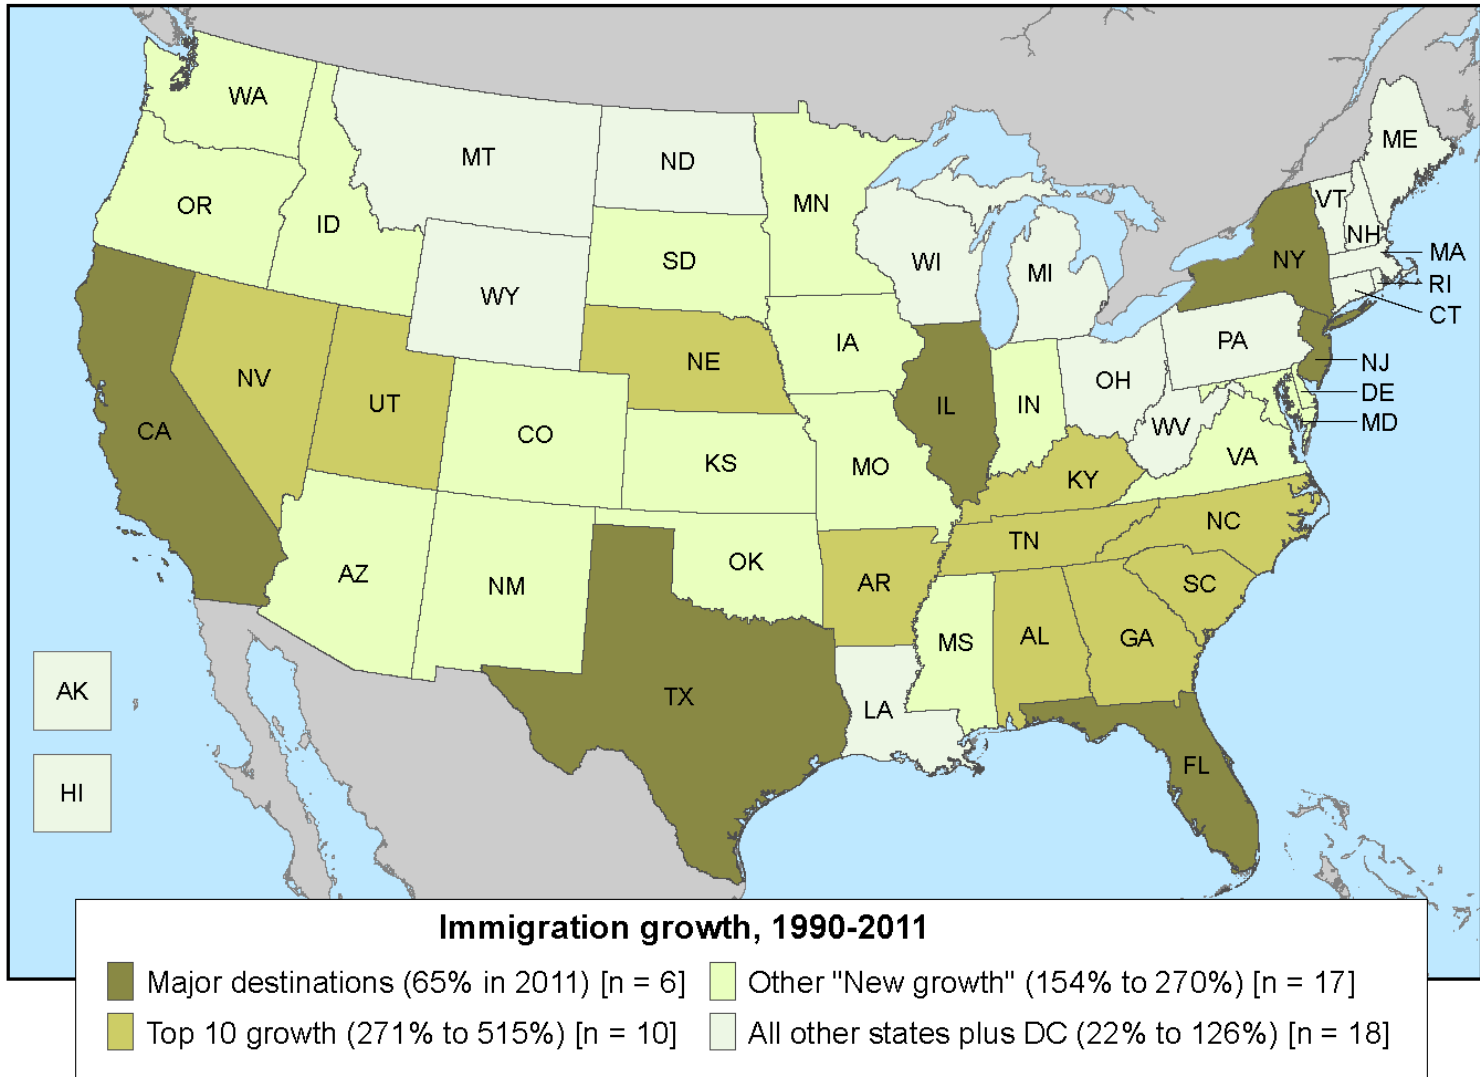 WA
MT
ND
ME
OR
ID
MN
VT
NH
SD
WI
MI
NY
MA
RI
CT
WY
IA
PA
NV
UT
NE
IL
IN
OH
NJ
DE
MD
CA
CO
KS
MO
WV
VA
KY
AZ
NM
OK
AR
TN
NC
SC
MS
AL
GA
AK
TX
LA
FL
HI
Immigration growth, 1990-2011
Major destinations (65% in 2011) [n = 6]
Other "New growth" (154% to 270%) [n = 17]
Top 10 growth (271% to 515%) [n = 10]
All other states plus DC (22% to 126%) [n = 18]